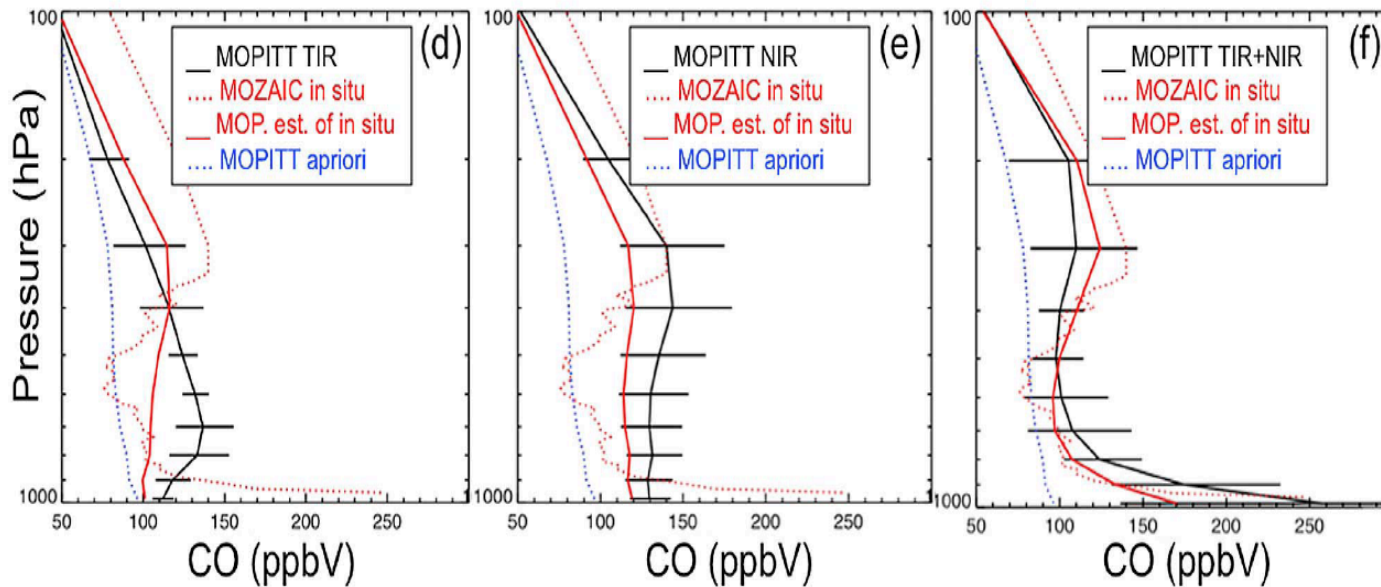 100
(d)
MOPITT TIR
MOZAIC in situ
MOP. est. of in situ
MOPITT apriori
Pressure (hPa)
1000
50 100 150 200 250
CO (ppbV)
100
(e)
MOPITT NIR
MOZAIC in situ
MOP. est. of in situ
MOPITT apriori
1000
50 100 150 200 250
CO (ppbV)
100
(f)
MOPITT TIR+NIR
MOZAIC in situ
MOP. est. of in situ
MOPITT apriori
1000
50 100 150 200 250
CO (ppbV)